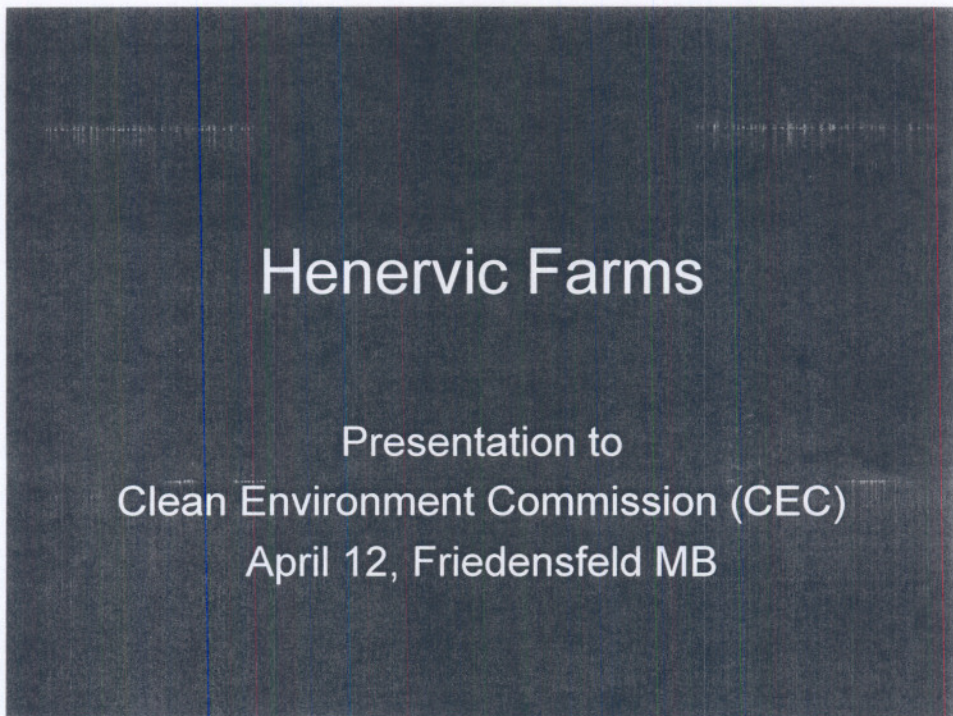 Henervic Farms
Presentation to
Clean Environment Commission (CEC)
April 12, Friedensfeld MB